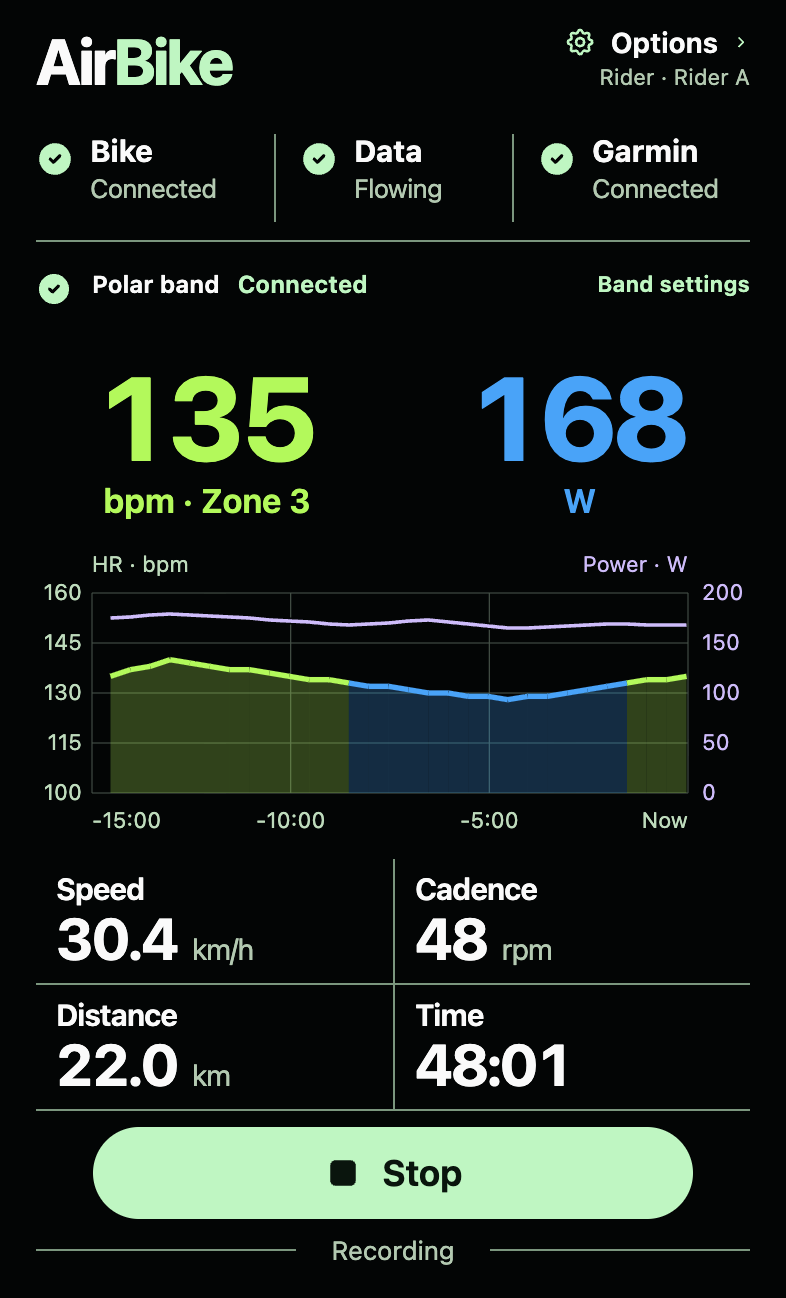 AirBike
Options ›
Rider · Rider A
Bike
Connected
Data
Flowing
Garmin
Connected
Polar band Connected
Band settings
135
bpm · Zone 3
168
W
HR · bpm
Power · W
160
145
130
115
100
200
150
100
50
0
-15:00 -10:00 -5:00 Now
Speed
30.4 km/h
Cadence
48 rpm
Distance
22.0 km
Time
48:01
Stop
Recording